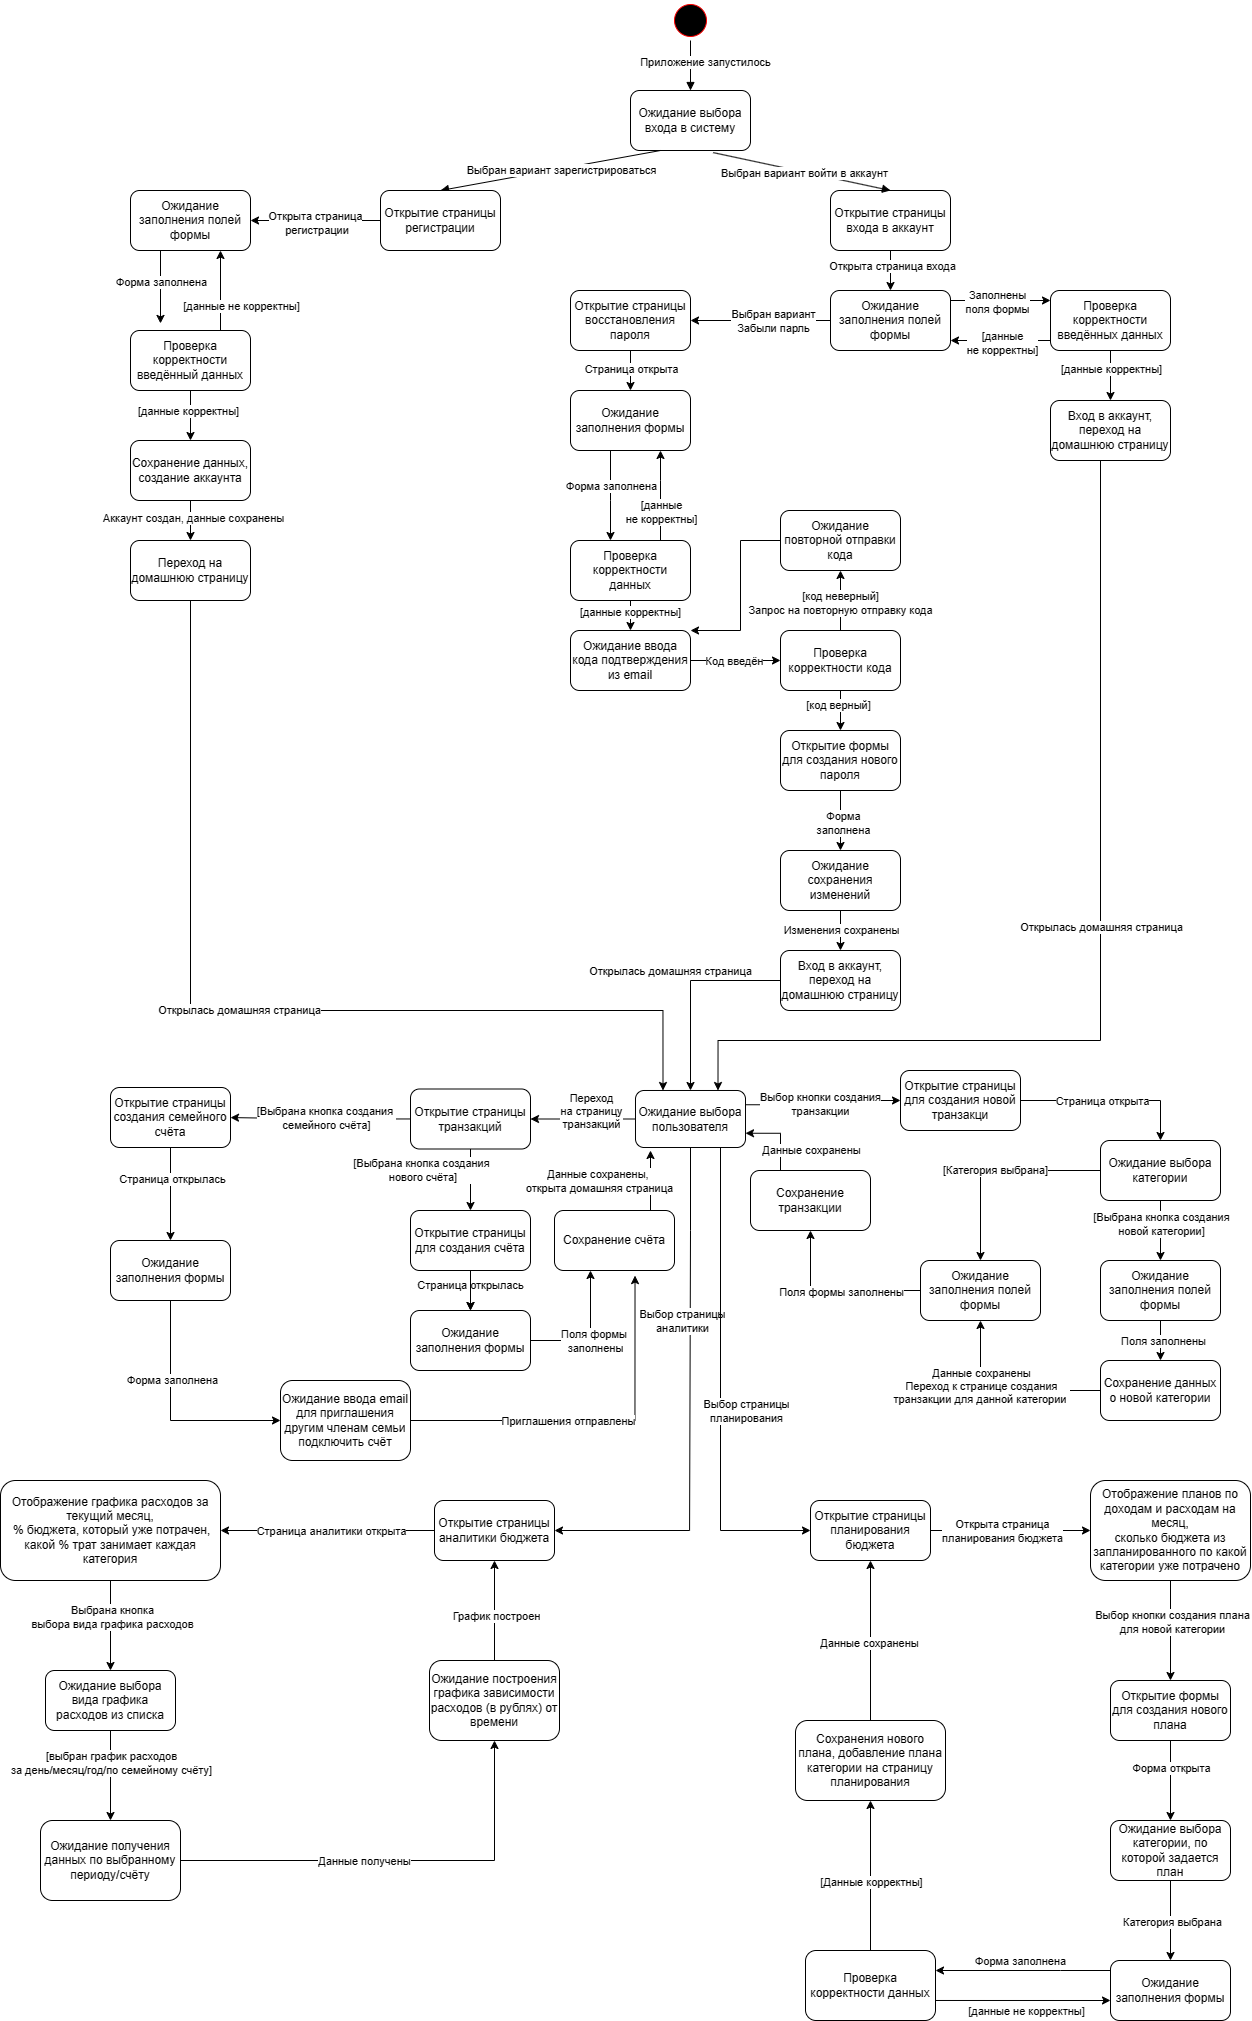 Приложение запустилось
Ожидание выбора
входа в систему
Выбран вариант зарегистрироваться
Выбран вариант войти в аккаунт
Ожидание
заполнения полей
формы
Открыта страница
регистрации
Открытие страницы
регистрации
Открытие страницы
входа в аккаунт
Форма заполнена
[данные не корректны]
Открыта страница входа
Проверка
корректности
введённый данных
Открытие страницы
восстановления
пароля
Выбран вариант
Забыли парль
Ожидание
заполнения полей
формы
Заполнены
поля формы
[данные
не корректны]
Проверка
корректности
введённых данных
[данные корректны]
Страница открыта
[данные корректны]
Сохранение данных,
создание аккаунта
Ожидание
заполнения формы
Вход в аккаунт,
переход на
домашнюю страницу
Аккаунт создан, данные сохранены
Форма заполнена
[данные
не корректны]
Переход на
домашнюю страницу
Проверка
корректности
данных
Ожидание
повторной отправки
кода
[данные корректны]
[код неверный]
Запрос на повторную отправку кода
Ожидание ввода
кода подтверждения
из email
Код введён
Проверка
корректности кода
[код верный]
Открытие формы
для создания нового
пароля
Форма
заполнена
Ожидание
сохранения
изменений
Изменения сохранены
Открылась домашняя страница
Вход в аккаунт,
переход на
домашнюю страницу
Открылась домашняя страница
Открылась домашняя страница
Открытие страницы
создания семейного
счёта
[Выбрана кнопка создания
семейного счёта]
Открытие страницы
транзакций
Переход
на страницу
транзакций
Ожидание выбора
пользователя
Выбор кнопки создания
транзакции
Открытие страницы
для создания новой
транзакци
Страница открыта
Страница открылась
[Выбрана кнопка создания
нового счёта]
Данные сохранены,
открыта домашняя страница
Данные сохранены
[Категория выбрана]
Ожидание выбора
категории
Сохранение
транзакции
[Выбрана кнопка создания
новой категории]
Ожидание
заполнения формы
Открытие страницы
для создания счёта
Сохранение счёта
Страница открылась
Поля формы заполнены
Ожидание
заполнения полей
формы
Ожидание
заполнения полей
формы
Ожидание
заполнения формы
Поля формы
заполнены
Выбор страницы
аналитики
Поля заполнены
Форма заполнена
Ожидание ввода email
для приглашения
другим членам семьи
подключить счёт
Приглашения отправлены
Выбор страницы
планирования
Данные сохранены
Переход к странице создания
транзакции для данной категории
Сохранение данных
о новой категории
Отображение графика расходов за
текущий месяц,
% бюджета, который уже потрачен,
какой % трат занимает каждая
категория
Страница аналитики открыта
Открытие страницы
аналитики бюджета
Открытие страницы
планирования
бюджета
Открыта страница
планирования бюджета
Отображение планов по
доходам и расходам на
месяц,
сколько бюджета из
запланированного по какой
категории уже потрачено
Выбрана кнопка
выбора вида графика расходов
График построен
Данные сохранены
Выбор кнопки создания плана
для новой категории
Ожидание выбора
вида графика
расходов из списка
Ожидание построения
графика зависимости
расходов (в рублях) от
времени
Открытие формы
для создания нового
плана
[выбран график расходов
за день/месяц/год/по семейному счёту]
Сохранения нового
плана, добавление плана
категории на страницу
планирования
Форма открыта
Ожидание получения
данных по выбранному
периоду/счёту
Данные получены
Ожидание выбора
категории, по
которой задается
план
[Данные корректны]
Категория выбрана
Проверка
корректности данных
Форма заполнена
[данные не корректны]
Ожидание
заполнения формы